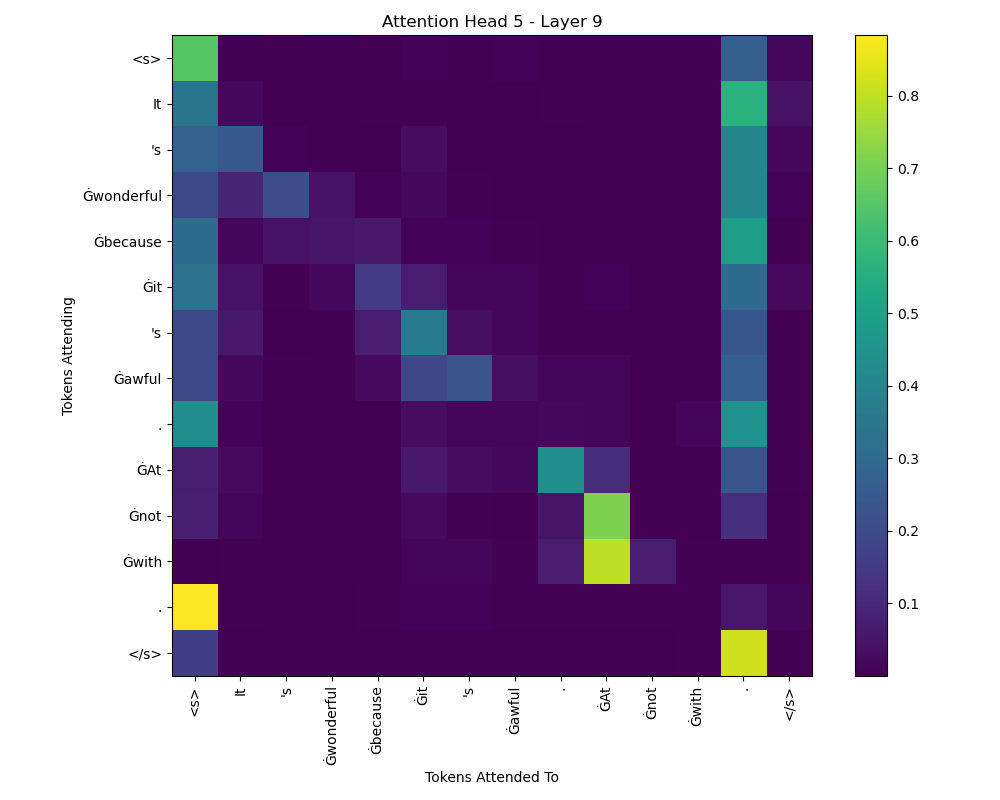 Attention Head 5 - Layer 9
<s>
It
's
Ġwonderful
Ġbecause
Ġit
's
Ġawful
.
ĠAt
Ġnot
Ġwith
.
</s>
Tokens Attending
<s>
It
's
Ġwonderful
Ġbecause
Ġit
's
Ġawful
.
ĠAt
Ġnot
Ġwith
.
</s>
Tokens Attended To
0.8
0.7
0.6
0.5
0.4
0.3
0.2
0.1